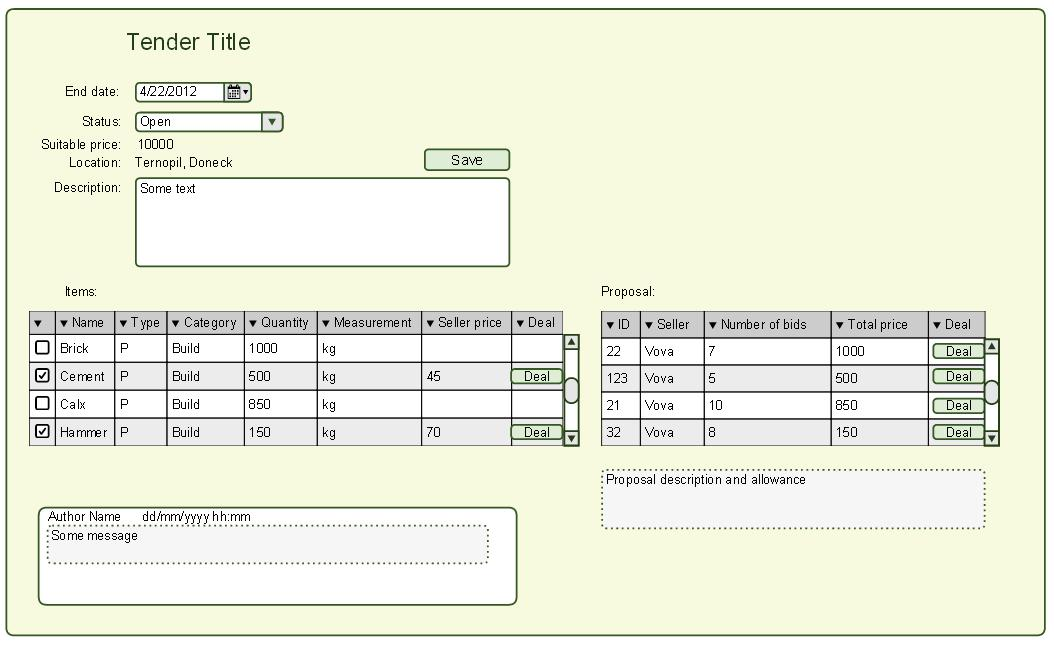 Tender Title
End date: 4/22/2012
Status: Open
Suitable price: 10000
Location: Ternopil, Doneck
Save
Description: Some text
Items:
Name Type Category Quantity Measurement Seller price Deal
Brick P Build 1000 kg
Cement P Build 500 kg 45 Deal
Calx P Build 850 kg
Hammer P Build 150 kg 70 Deal
Proposal:
ID Seller Number of bids Total price Deal
22 Vova 7 1000 Deal
123 Vova 5 500 Deal
21 Vova 10 850 Deal
32 Vova 8 150 Deal
Proposal description and allowance
Author Name dd/mm/yyyy hh:mm
Some message